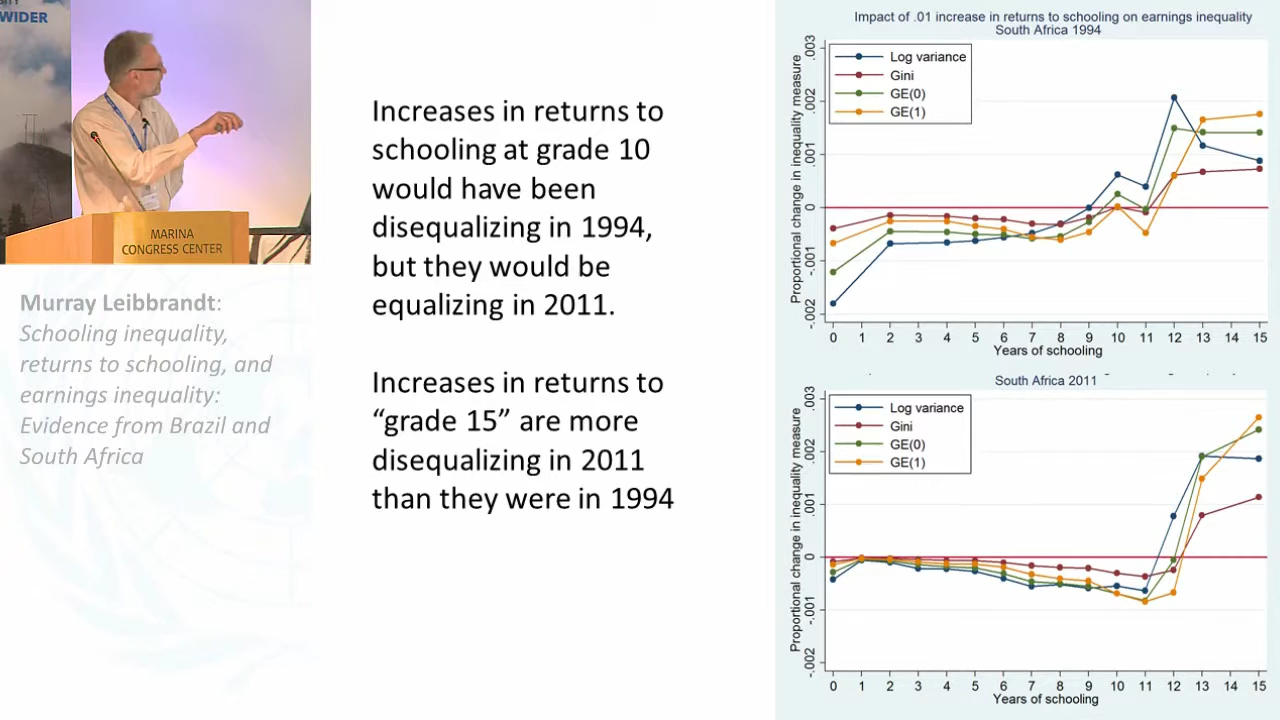 WIDER
MARINA
CONGRESS CENTER
Murray Leibbrandt:
Schooling inequality,
returns to schooling, and
earnings inequality:
Evidence from Brazil and
South Africa
Increases in returns to
schooling at grade 10
would have been
disequalizing in 1994,
but they would be
equalizing in 2011.
Increases in returns to
“grade 15” are more
disequalizing in 2011
than they were in 1994
Impact of .01 increase in returns to schooling on earnings inequality
South Africa 1994
Proportional change in inequality measure
.003
.002
.001
0
-.001
-.002
Log variance
Gini
GE(0)
GE(1)
0 1 2 3 4 5 6 7 8 9 10 11 12 13 14 15
Years of schooling
South Africa 2011
Proportional change in inequality measure
.003
.002
.001
0
-.001
-.002
Log variance
Gini
GE(0)
GE(1)
0 1 2 3 4 5 6 7 8 9 10 11 12 13 14 15
Years of schooling